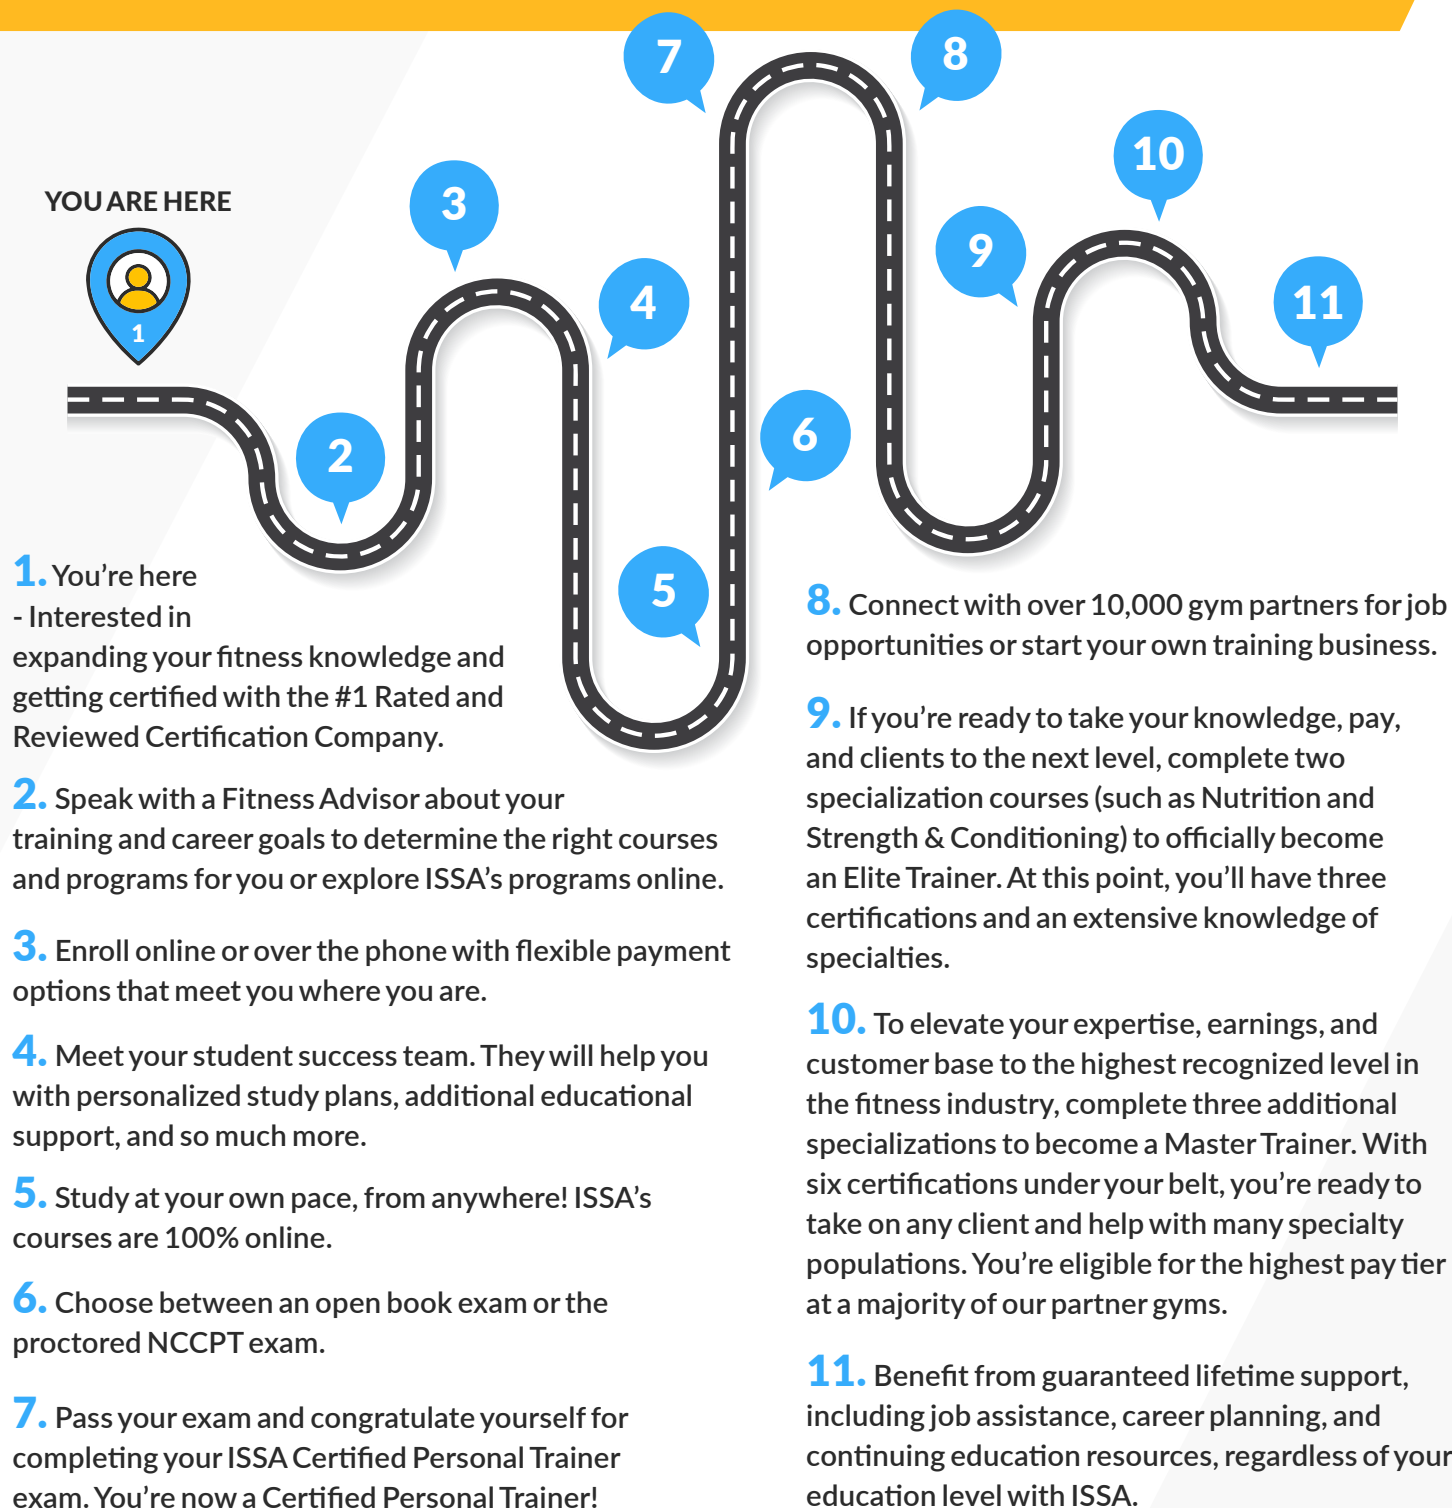 7
8
10
YOU ARE HERE
3
9
4
11
1
6
2
5
1. You're here
- Interested in
expanding your fitness knowledge and
getting certified with the #1 Rated and
Reviewed Certification Company.
2. Speak with a Fitness Advisor about your
training and career goals to determine the right courses
and programs for you or explore ISSA's programs online.
3. Enroll online or over the phone with flexible payment
options that meet you where you are.
4. Meet your student success team. They will help you
with personalized study plans, additional educational
support, and so much more.
5. Study at your own pace, from anywhere! ISSA's
courses are 100% online.
6. Choose between an open book exam or the
proctored NCCPT exam.
7. Pass your exam and congratulate yourself for
completing your ISSA Certified Personal Trainer
exam. You're now a Certified Personal Trainer!
8. Connect with over 10,000 gym partners for job
opportunities or start your own training business.
9. If you're ready to take your knowledge, pay,
and clients to the next level, complete two
specialization courses (such as Nutrition and
Strength & Conditioning) to officially become
an Elite Trainer. At this point, you'll have three
certifications and an extensive knowledge of
specialties.
10. To elevate your expertise, earnings, and
customer base to the highest recognized level in
the fitness industry, complete three additional
specializations to become a Master Trainer. With
six certifications under your belt, you're ready to
take on any client and help with many specialty
populations. You're eligible for the highest pay tier
at a majority of our partner gyms.
11. Benefit from guaranteed lifetime support,
including job assistance, career planning, and
continuing education resources, regardless of your
education level with ISSA.